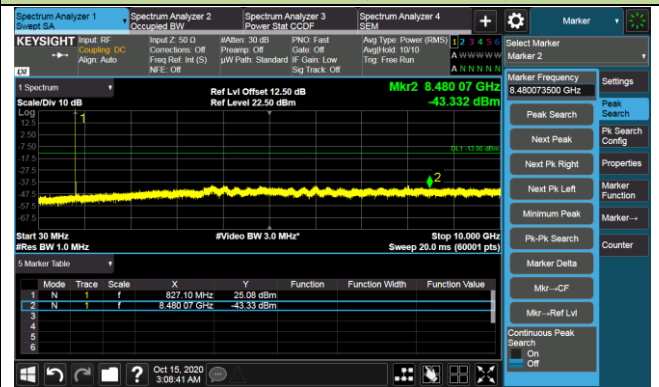 Spectrum Analyzer 1
Swept SA
Spectrum Analyzer 2
Occupied BW
Spectrum Analyzer 3
Power Stat CCDF
Spectrum Analyzer 4
SEM
+
Marker
KEYSIGHT
Input: RF
Coupling: DC
Align: Auto
Input Z: 50 Ω
Corrections: Off
Freq Ref: Int (S)
NFE: Off
#Atten: 30 dB
Preamp: Off
µW Path: Standard
PNO: Fast
Gate: Off
IF Gain: Low
Sig Track: Off
Avg Type: Power (RMS)
Avg|Hold: 10/10
Trig: Free Run
1 2 3 4 5 6
A W W W W W
A N N N N N
LXI
Select Marker
Marker 2
1 Spectrum
Scale/Div 10 dB
Ref Lvl Offset 12.50 dB
Ref Level 22.50 dBm
Mkr2 8.480 07 GHz
-43.332 dBm
Log
12.5
2.50
-7.50
-17.5
-27.5
-37.5
-47.5
-57.5
-67.5
1
DL1 -13.00 dBm
2
Start 30 MHz
#Res BW 1.0 MHz
#Video BW 3.0 MHz*
Stop 10.000 GHz
Sweep 20.0 ms (60001 pts)
5 Marker Table
Mode Trace Scale X Y Function Function Width Function Value
1 N 1 f 827.10 MHz 25.08 dBm
2 N 1 f 8.480 07 GHz -43.33 dBm
3
4
5
6
Marker Frequency
8.480073500 GHz
Peak Search
Next Peak
Next Pk Right
Next Pk Left
Minimum Peak
Pk-Pk Search
Marker Delta
Mkr→CF
Mkr→Ref Lvl
Continuous Peak
Search
On
Off
Settings
Peak
Search
Pk Search
Config
Properties
Marker
Function
Marker→
Counter
?
Oct 15, 2020
3:08:41 AM